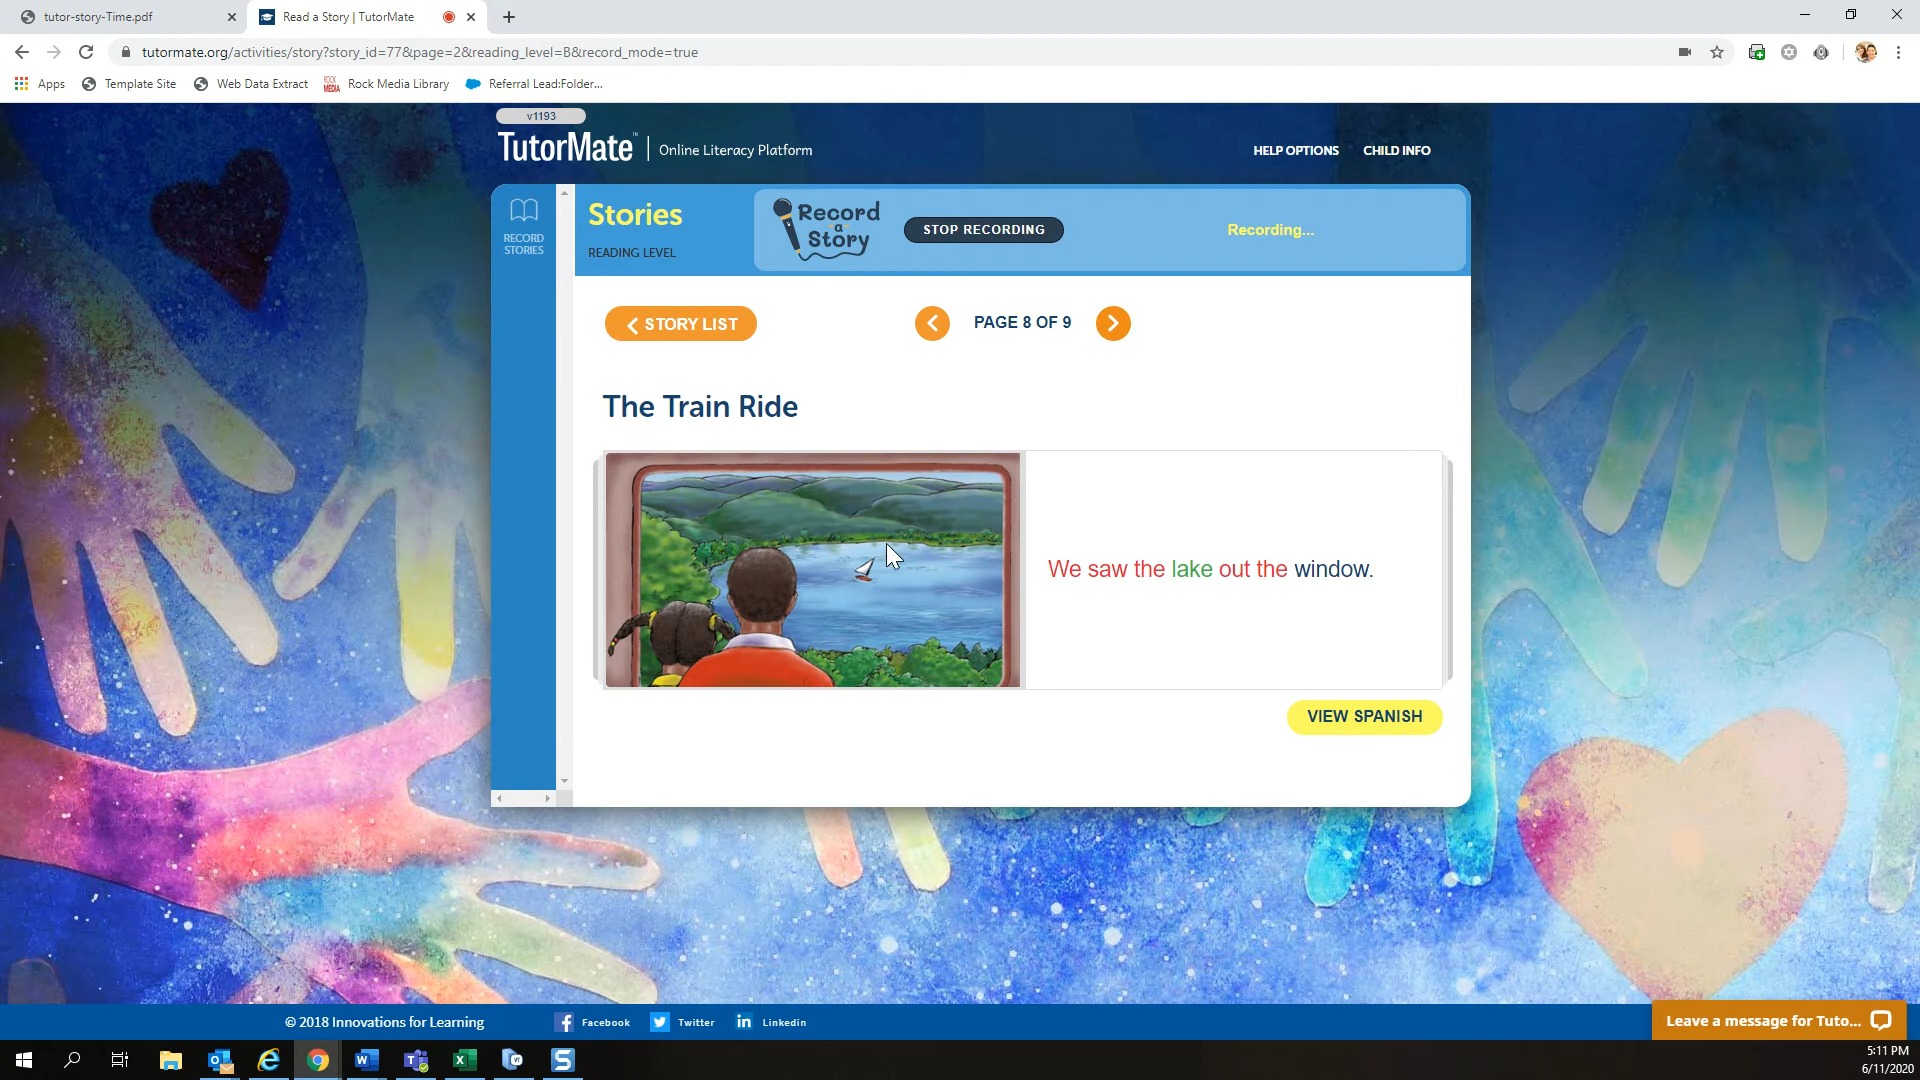 tutor-story-Time.pdf
Read a Story | TutorMate
tutormate.org/activities/story?story_id=77&page=2&reading_level=B&record_mode=true
Apps
Template Site
Web Data Extract
ROCK MEDIA
Rock Media Library
Referral Lead:Folder...
v1193
TutorMate™ | Online Literacy Platform
HELP OPTIONS
CHILD INFO
RECORD
STORIES
Stories
READING LEVEL
Record
a
Story
STOP RECORDING
Recording...
STORY LIST
PAGE 8 OF 9
The Train Ride
We saw the lake out the window.
VIEW SPANISH
© 2018 Innovations for Learning
Facebook
Twitter
Linkedin
Leave a message for Tuto...
5:11 PM
6/11/2020